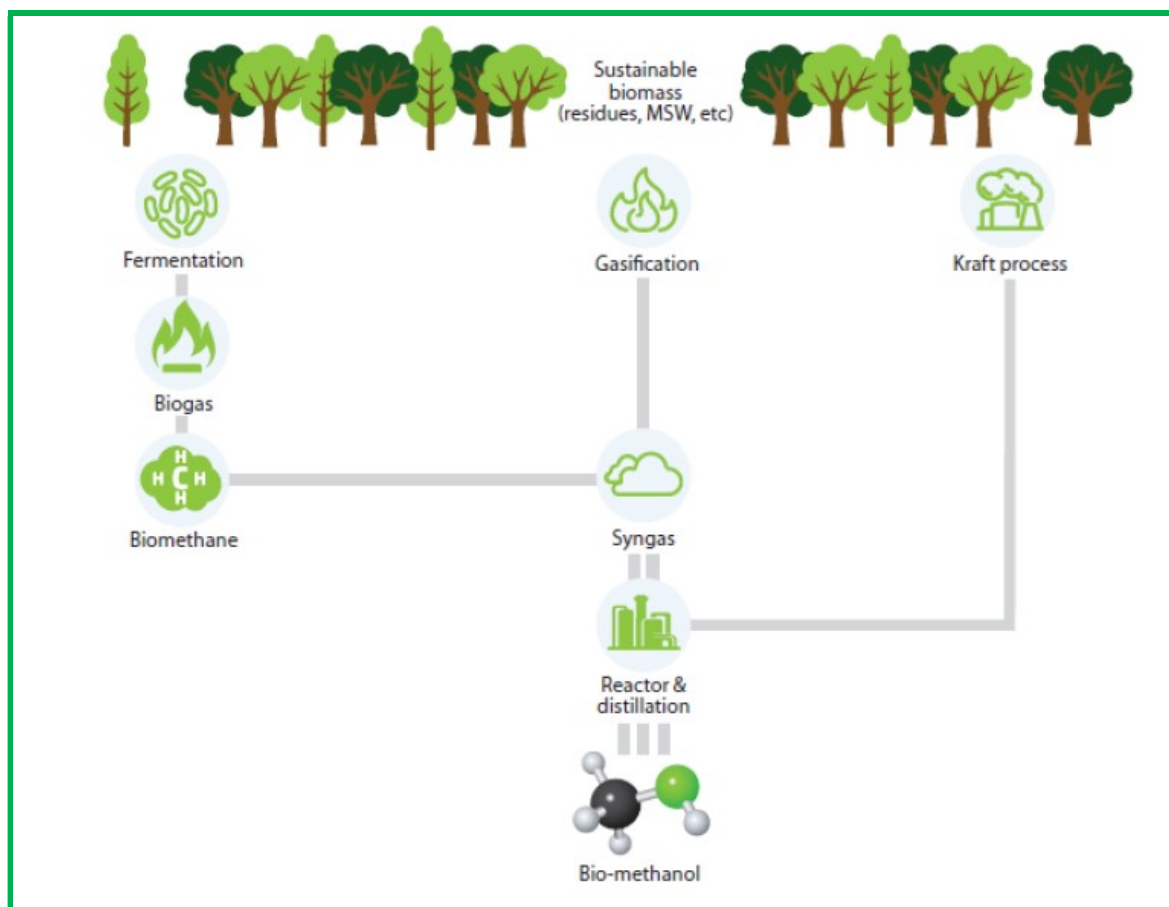 Sustainable
biomass
(residues, MSW, etc)
Fermentation
Gasification
Kraft process
Biogas
H
H C H
H
Biomethane
Syngas
Reactor &
distillation
Bio-methanol